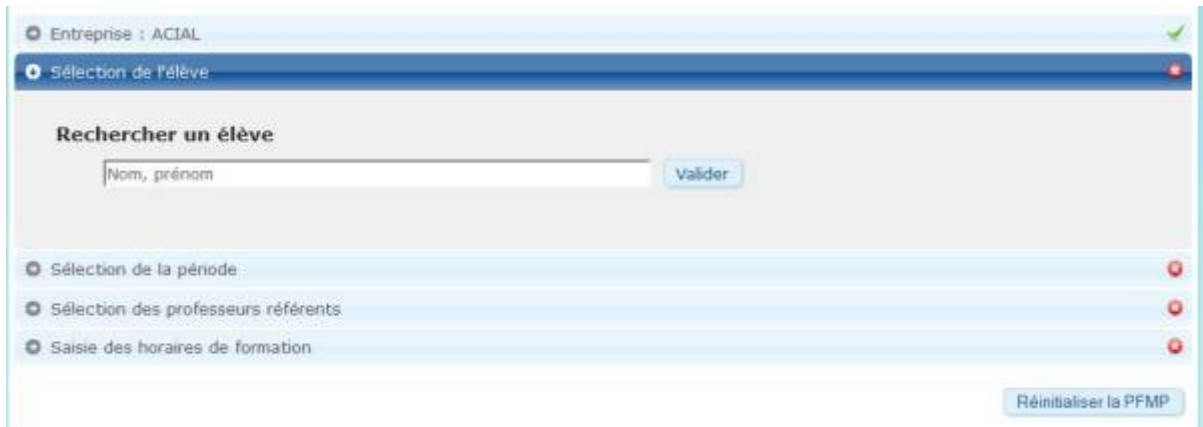 Entreprise : ACIAL
Sélection de l'élève
Rechercher un élève
Nom, prénom
Valider
Sélection de la période
Sélection des professeurs référents
Saisie des horaires de formation
Réinitialiser la PFMP